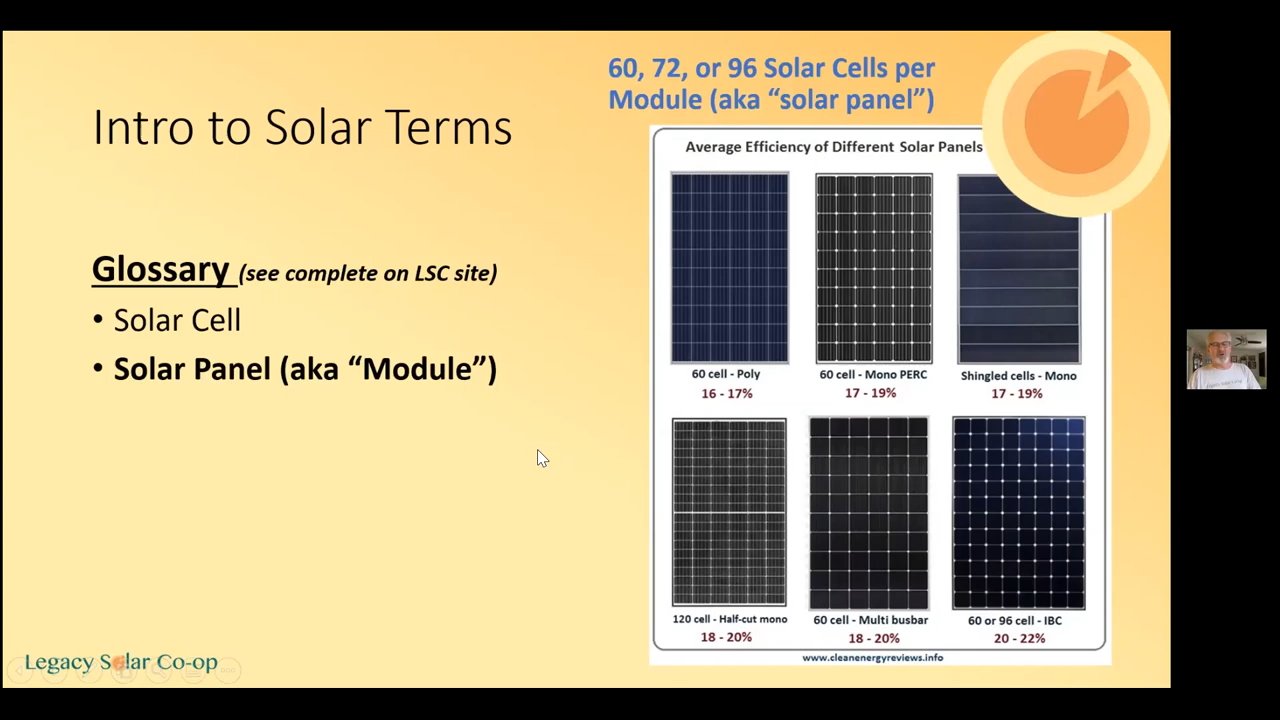 Intro to Solar Terms
Glossary (see complete on LSC site)
• Solar Cell
• Solar Panel (aka “Module”)
60, 72, or 96 Solar Cells per
Module (aka “solar panel”)
Average Efficiency of Different Solar Panels
60 cell - Poly
16 - 17%
60 cell - Mono PERC
17 - 19%
Shingled cells - Mono
17 - 19%
120 cell - Half-cut mono
18 - 20%
60 cell - Multi busbar
18 - 20%
60 or 96 cell - IBC
20 - 22%
www.cleanenergyreviews.info
Legacy Solar Co-op